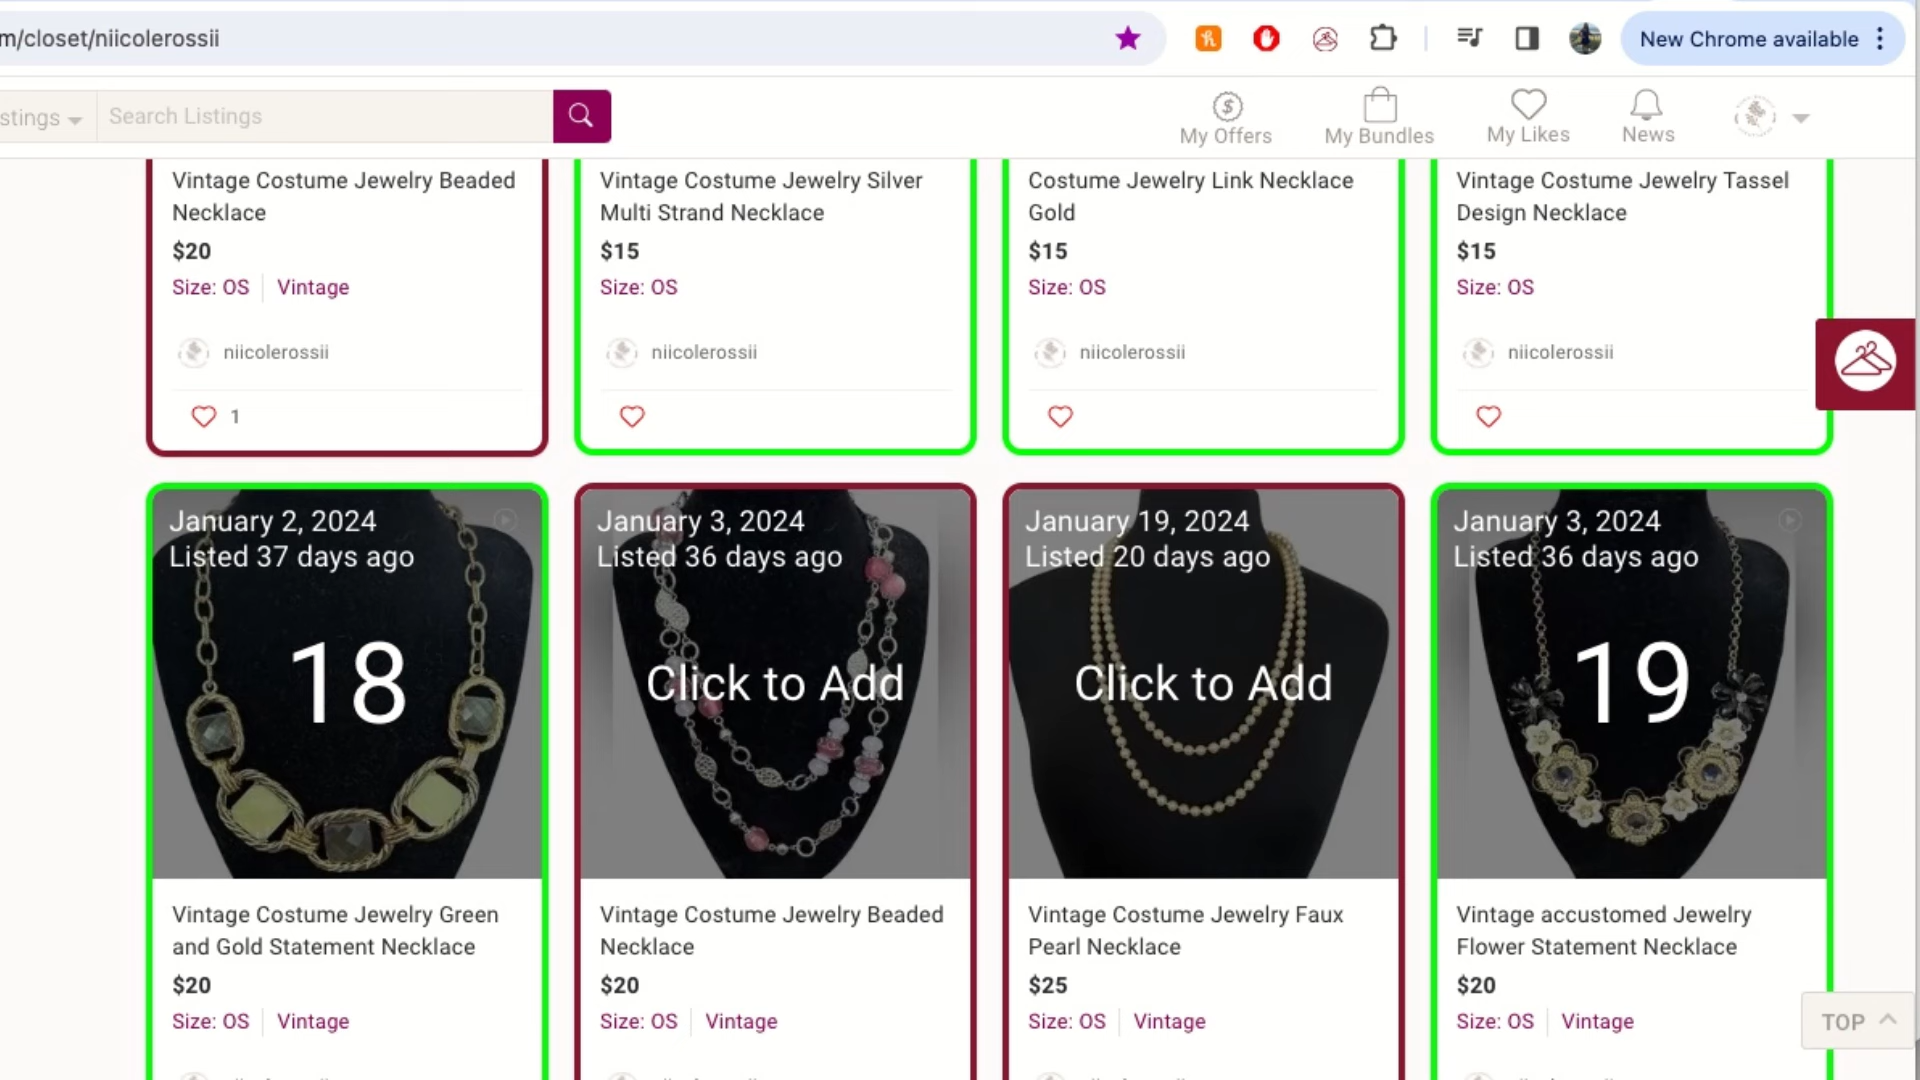 m/closet/niicolerossii
New Chrome available
stings
Search Listings
My Offers
My Bundles
My Likes
News
Vintage Costume Jewelry Beaded
Necklace
$20
Size: OS
Vintage
niicolerossii
1
Vintage Costume Jewelry Silver
Multi Strand Necklace
$15
Size: OS
niicolerossii
Costume Jewelry Link Necklace
Gold
$15
Size: OS
niicolerossii
Vintage Costume Jewelry Tassel
Design Necklace
$15
Size: OS
niicolerossii
January 2, 2024
Listed 37 days ago
18
Vintage Costume Jewelry Green
and Gold Statement Necklace
$20
Size: OS
Vintage
January 3, 2024
Listed 36 days ago
Click to Add
Vintage Costume Jewelry Beaded
Necklace
$20
Size: OS
Vintage
January 19, 2024
Listed 20 days ago
Click to Add
Vintage Costume Jewelry Faux
Pearl Necklace
$25
Size: OS
Vintage
January 3, 2024
Listed 36 days ago
19
Vintage accustomed Jewelry
Flower Statement Necklace
$20
Size: OS
Vintage
TOP